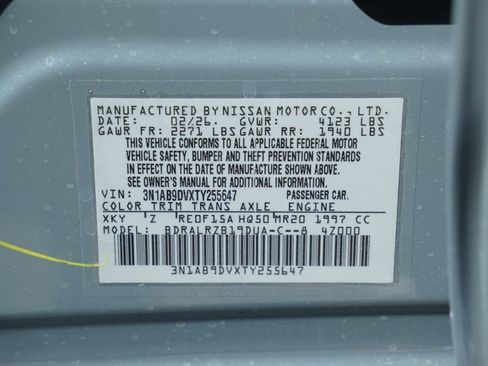 MANUFACTURED BY NISSAN MOTOR CO., LTD.
DATE: 02/26. GVWR: 4123 LBS
GAWR FR: 2271 LBS GAWR RR: 1940 LBS
THIS VEHICLE CONFORMS TO ALL APPLICABLE FEDERAL MOTOR
VEHICLE SAFETY, BUMPER AND THEFT PREVENTION STANDARDS
IN EFFECT ON THE DATE OF MANUFACTURE SHOWN ABOVE.
SEE OWNER'S MANUAL FOR ADDITIONAL INFORMATION
VIN: 3N1AB9DVXTY255647 PASSENGER CAR.
COLOR TRIM TRANS AXLE ENGINE
XKY Z RE0F15A HQ50 MR20 1997 CC
MODEL: BDRALRZB19DUA-C--8 4Z000
3N1AB9DVXTY255647